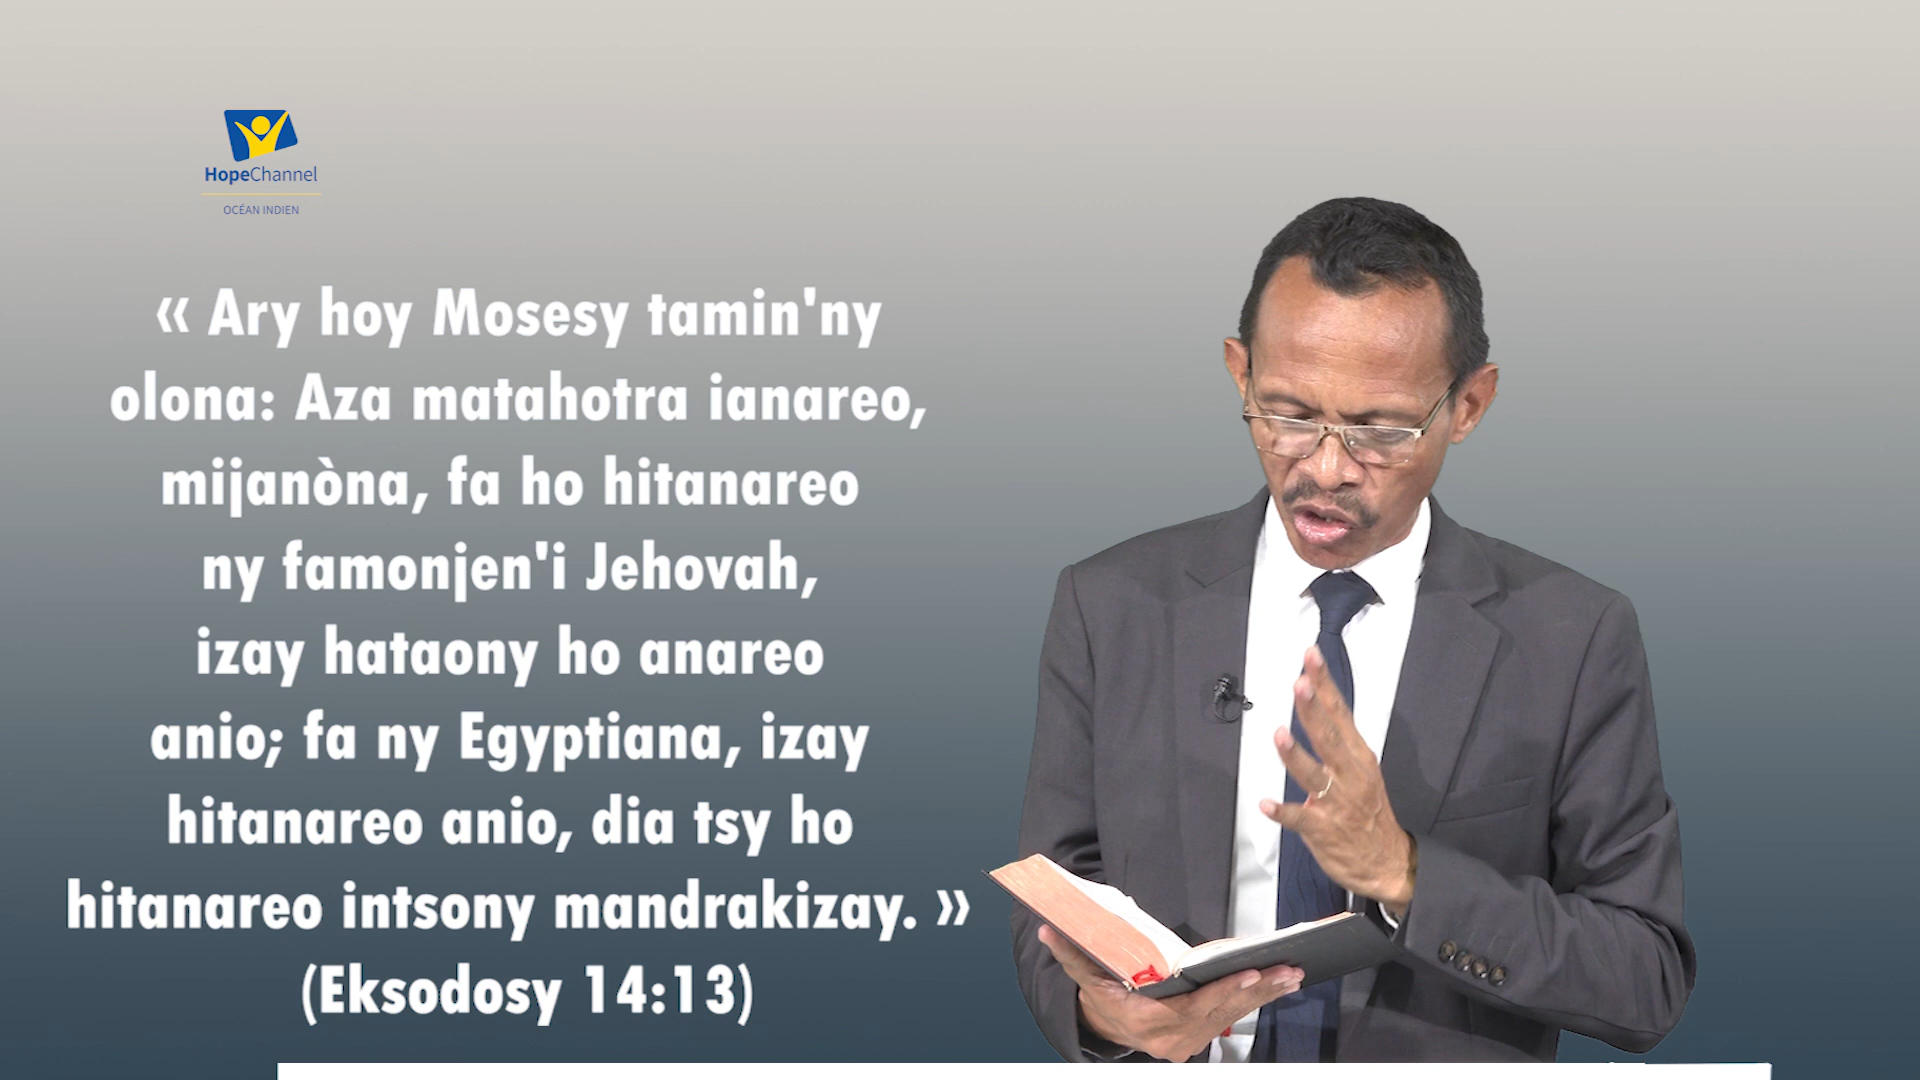 HopeChannel
OCÉAN INDIEN
« Ary hoy Mosesy tamin'ny
olona: Aza matahotra ianareo,
mijanòna, fa ho hitanareo
ny famonjen'i Jehovah,
izay hataony ho anareo
anio; fa ny Egyptiana, izay
hitanareo anio, dia tsy ho
hitanareo intsony mandrakizay. »
(Eksodosy 14:13)